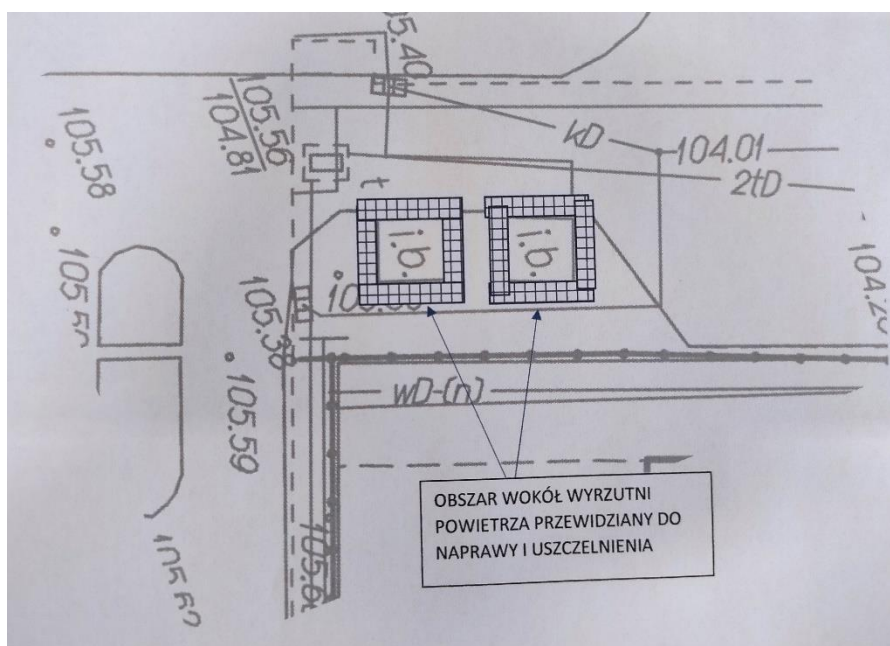 105.40
105.56
104.81
105.58
kD
104.01
2tD
t
i.b.
i.b.
105.38
105.59
wD-(n)
OBSZAR WOKÓŁ WYRZUTNI
POWIETRZA PRZEWIDZIANY DO
NAPRAWY I USZCZELNIENIA